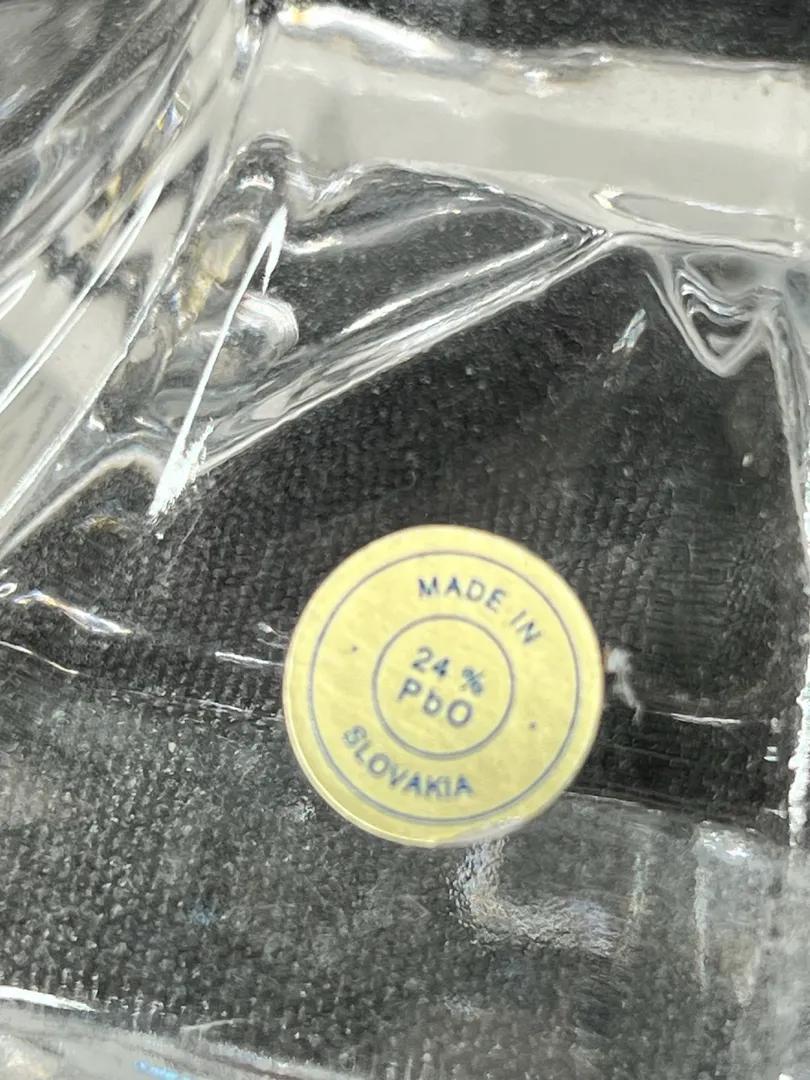 MADE IN
24 %
PbO
SLOVAKIA